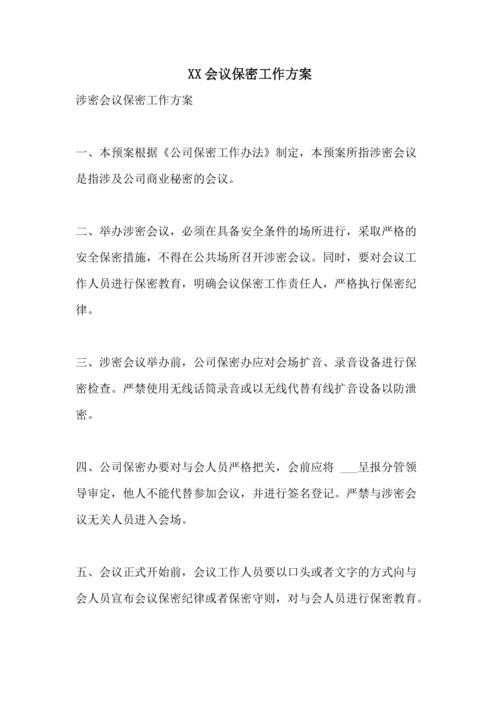 XX会议保密工作方案
涉密会议保密工作方案
一、本预案根据《公司保密工作办法》制定，本预案所指涉密会议
是指涉及公司商业秘密的会议。
二、举办涉密会议，必须在具备安全条件的场所进行，采取严格的
安全保密措施，不得在公共场所召开涉密会议。同时，要对会议工
作人员进行保密教育，明确会议保密工作责任人，严格执行保密纪
律。
三、涉密会议举办前，公司保密办应对会场扩音、录音设备进行保
密检查。严禁使用无线话筒录音或以无线代替有线扩音设备以防泄
密。
四、公司保密办要对与会人员严格把关，会前应将 ___呈报分管领
导审定，他人不能代替参加会议，并进行签名登记。严禁与涉密会
议无关人员进入会场。
五、会议正式开始前，会议工作人员要以口头或者文字的方式向与
会人员宣布会议保密纪律或者保密守则，对与会人员进行保密教育。